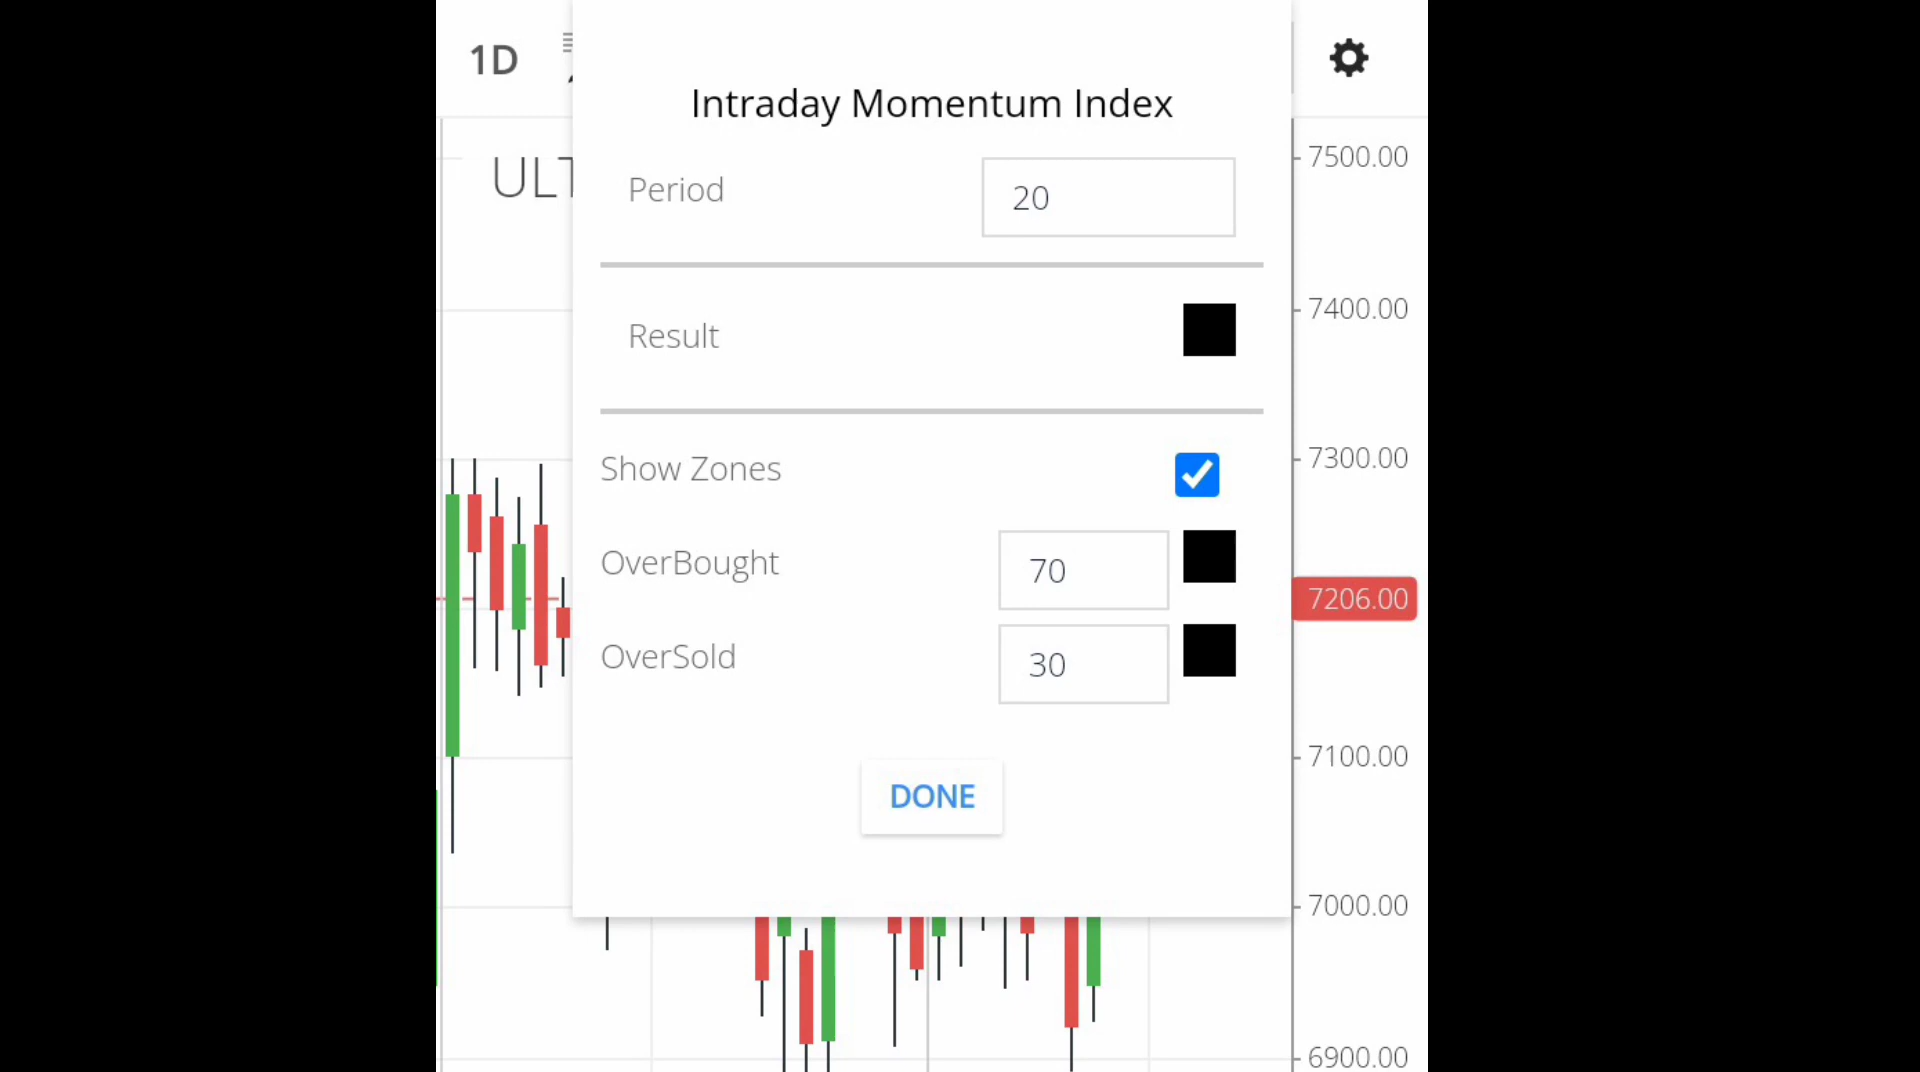 1D
Intraday Momentum Index
7500.00
ULT
Period
20
7400.00
Result
7300.00
Show Zones
OverBought
70
7206.00
OverSold
30
7100.00
DONE
7000.00
6900.00